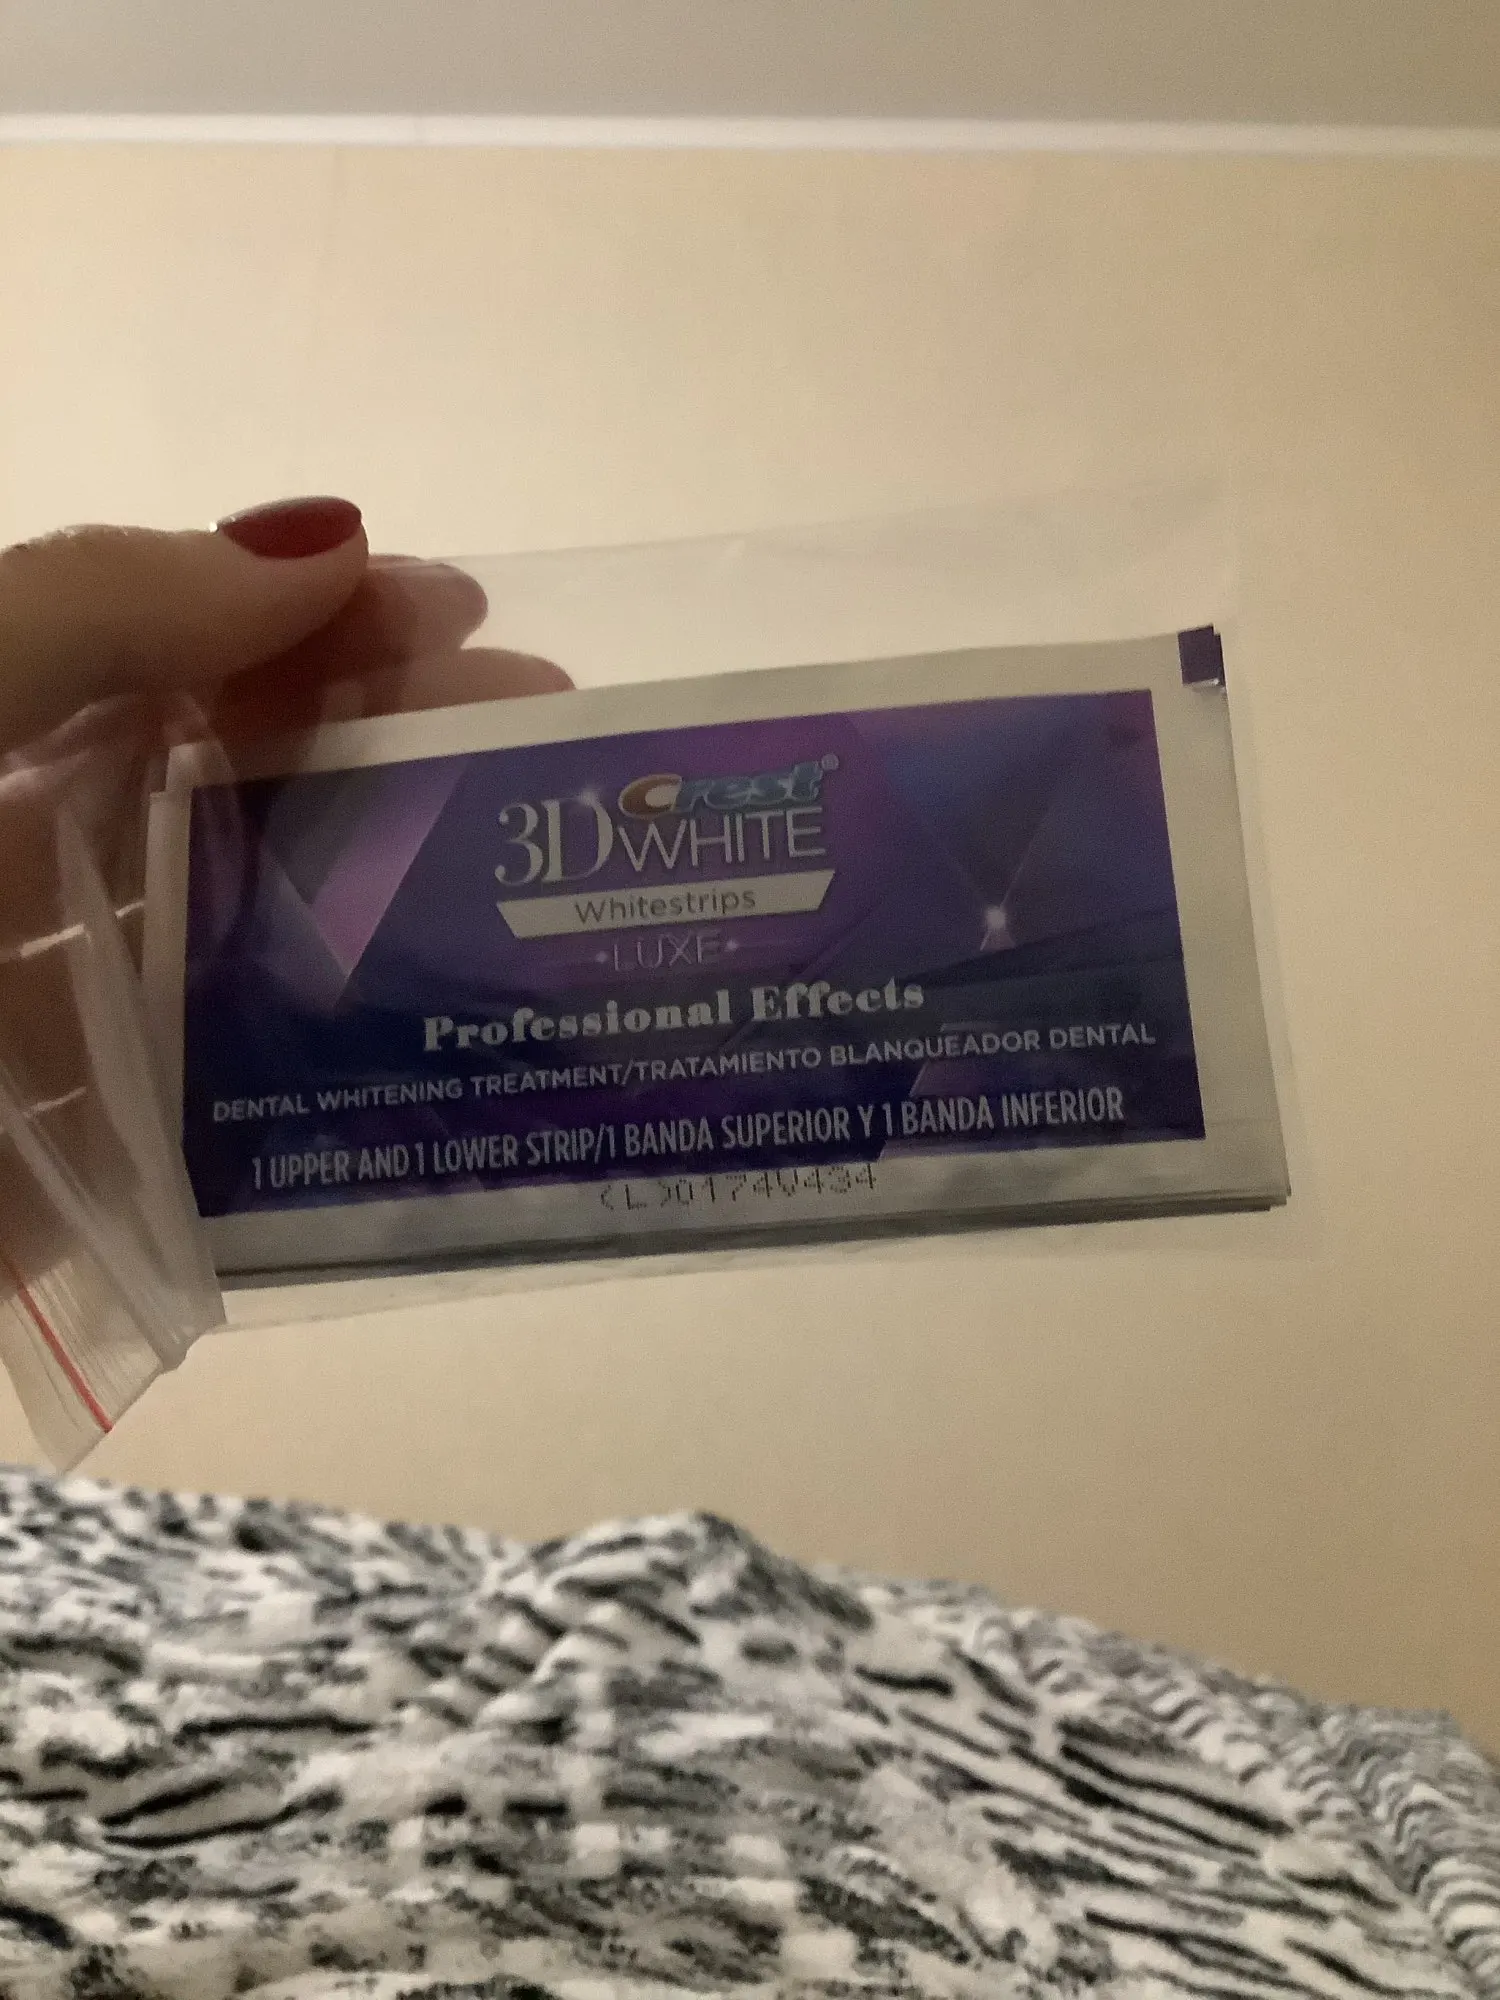 Crest®
3D WHITE
Whitestrips
LUXE
Professional Effects
DENTAL WHITENING TREATMENT/TRATAMIENTO BLANQUEADOR DENTAL
1 UPPER AND 1 LOWER STRIP/1 BANDA SUPERIOR Y 1 BANDA INFERIOR